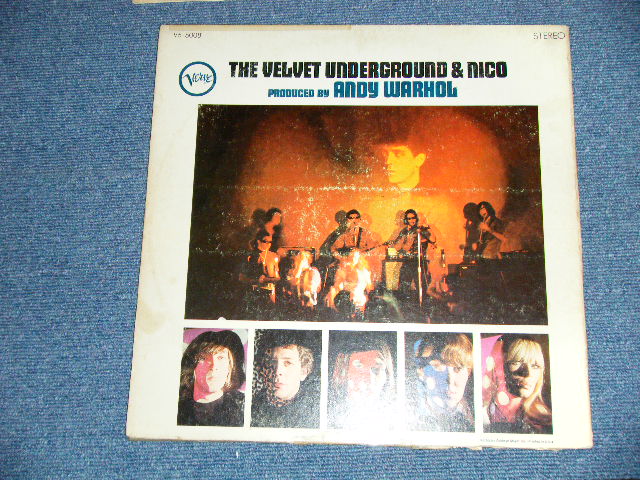 STEREO
Verve
THE VELVET UNDERGROUND & NICO
PRODUCED BY ANDY WARHOL